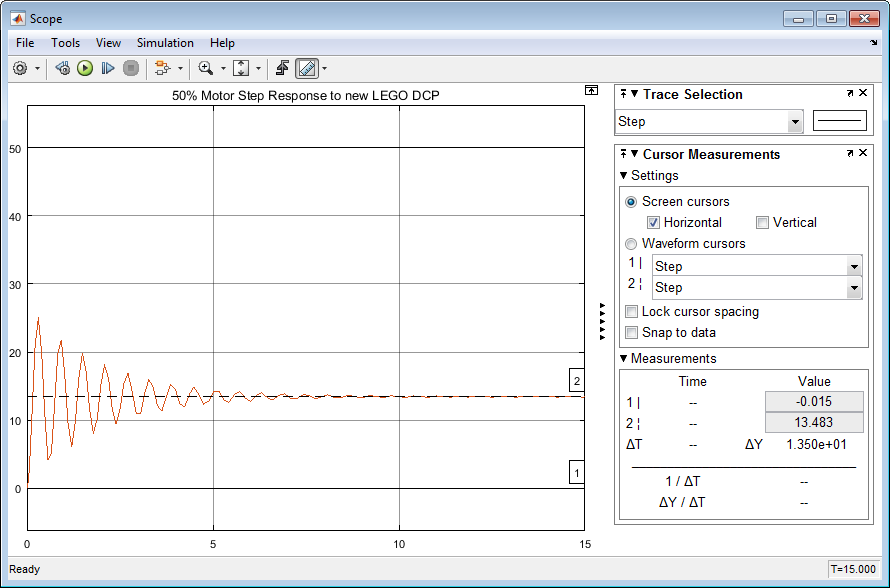 Scope
File Tools View Simulation Help
50% Motor Step Response to new LEGO DCP
50
40
30
20
10
0
2
1
0 5 10 15
Trace Selection
Step
Cursor Measurements
Settings
Screen cursors
Horizontal Vertical
Waveform cursors
1 | Step
2 ¦ Step
Lock cursor spacing
Snap to data
Measurements
Time Value
1 | -- -0.015
2 ¦ -- 13.483
ΔT -- ΔY 1.350e+01
1 / ΔT --
ΔY / ΔT --
Ready T=15.000